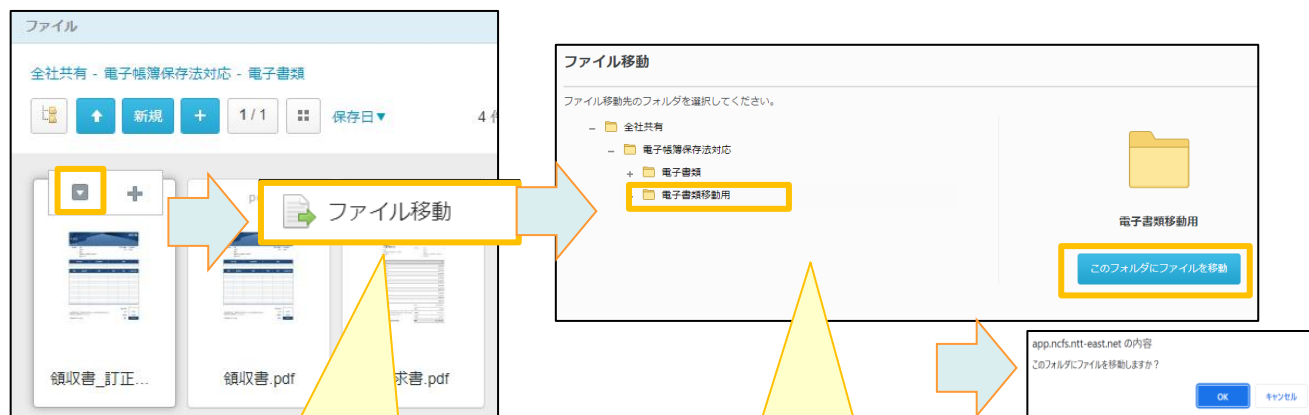 ファイル
全社共有 - 電子帳簿保存法対応 - 電子書類
新規
1/1
保存日▼
4
ファイル移動
領収書_訂正...
領収書.pdf
求書.pdf
ファイル移動
ファイル移動先のフォルダを選択してください。
全社共有
電子帳簿保存法対応
電子書類
電子書類移動用
電子書類移動用
このフォルダにファイルを移動
app.ncfs.ntt-east.net の内容
このフォルダにファイルを移動しますか？
OK キャンセル